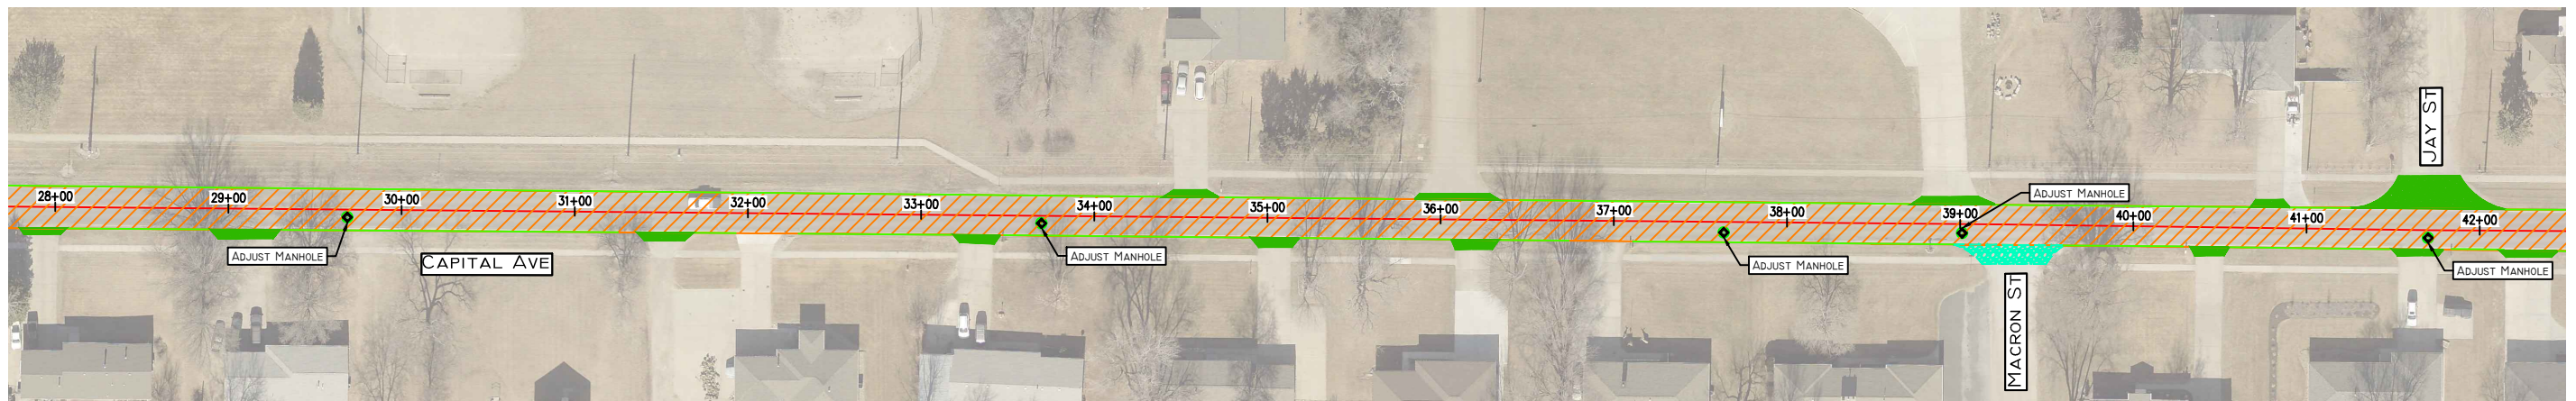 28+00
29+00
30+00
31+00
32+00
33+00
34+00
35+00
36+00
37+00
38+00
39+00
40+00
41+00
42+00
ADJUST MANHOLE
CAPITAL AVE
ADJUST MANHOLE
ADJUST MANHOLE
ADJUST MANHOLE
MACRON ST
JAY ST
ADJUST MANHOLE